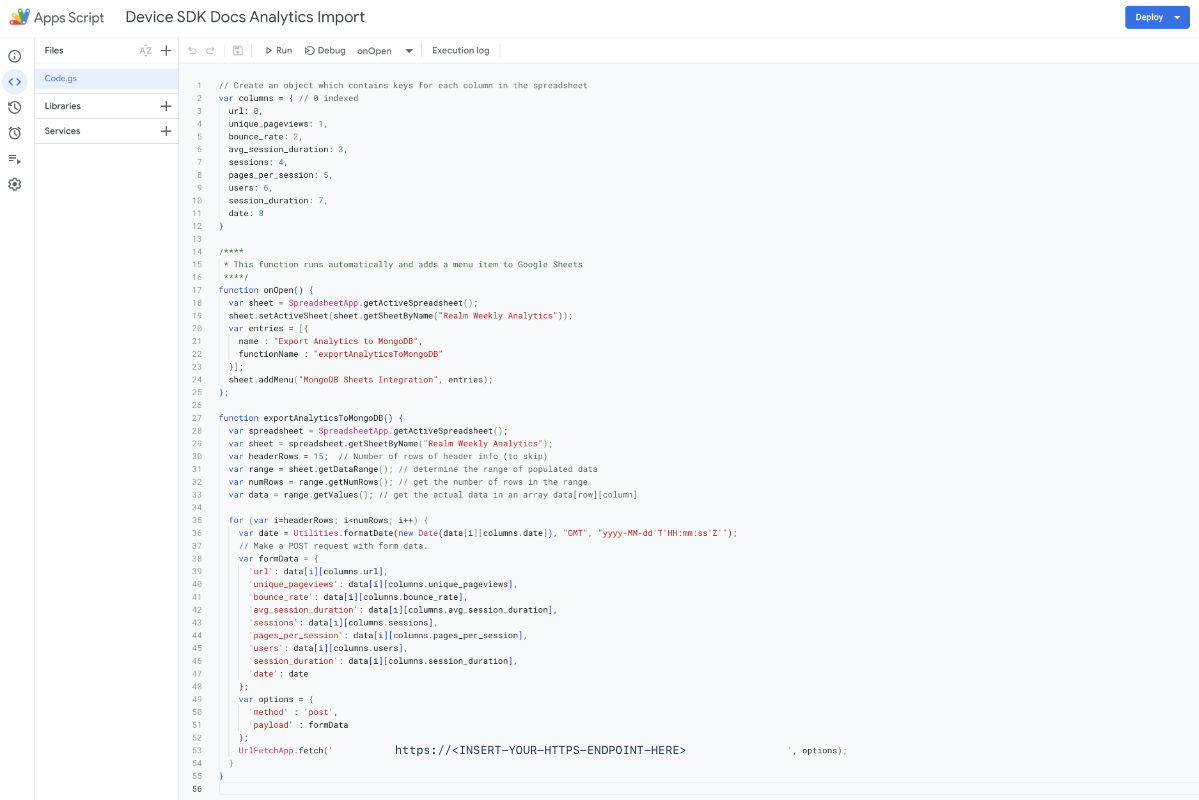 Apps Script Device SDK Docs Analytics Import Deploy
Files AZ Run Debug onOpen Execution log
Code.gs
Libraries
Services
1 // Create an object which contains keys for each column in the spreadsheet
2 var columns = { // 0 indexed
3 url: 0,
4 unique_pageviews: 1,
5 bounce_rate: 2,
6 avg_session_duration: 3,
7 sessions: 4,
8 pages_per_session: 5,
9 users: 6,
10 session_duration: 7,
11 date: 8
12 }
13
14 /****
15 * This function runs automatically and adds a menu item to Google Sheets
16 ****/
17 function onOpen() {
18 var sheet = SpreadsheetApp.getActiveSpreadsheet();
19 sheet.setActiveSheet(sheet.getSheetByName("Realm Weekly Analytics"));
20 var entries = [{
21 name : "Export Analytics to MongoDB",
22 functionName : "exportAnalyticsToMongoDB"
23 }];
24 sheet.addMenu("MongoDB Sheets Integration", entries);
25 };
26
27 function exportAnalyticsToMongoDB() {
28 var spreadsheet = SpreadsheetApp.getActiveSpreadsheet();
29 var sheet = spreadsheet.getSheetByName("Realm Weekly Analytics");
30 var headerRows = 15; // Number of rows of header info (to skip)
31 var range = sheet.getDataRange(); // determine the range of populated data
32 var numRows = range.getNumRows(); // get the number of rows in the range
33 var data = range.getValues(); // get the actual data in an array data[row][column]
34
35 for (var i=headerRows; i<numRows; i++) {
36 var date = Utilities.formatDate(new Date(data[i][columns.date]), "GMT", "yyyy-MM-dd'T'HH:mm:ss'Z'");
37 // Make a POST request with form data.
38 var formData = {
39 'url': data[i][columns.url],
40 'unique_pageviews': data[i][columns.unique_pageviews],
41 'bounce_rate': data[i][columns.bounce_rate],
42 'avg_session_duration': data[i][columns.avg_session_duration],
43 'sessions': data[i][columns.sessions],
44 'pages_per_session': data[i][columns.pages_per_session],
45 'users': data[i][columns.users],
46 'session_duration': data[i][columns.session_duration],
47 'date': date
48 };
49 var options = {
50 'method' : 'post',
51 'payload' : formData
52 };
53 UrlFetchApp.fetch(' https://<INSERT-YOUR-HTTPS-ENDPOINT-HERE> ', options);
54 }
55 }
56